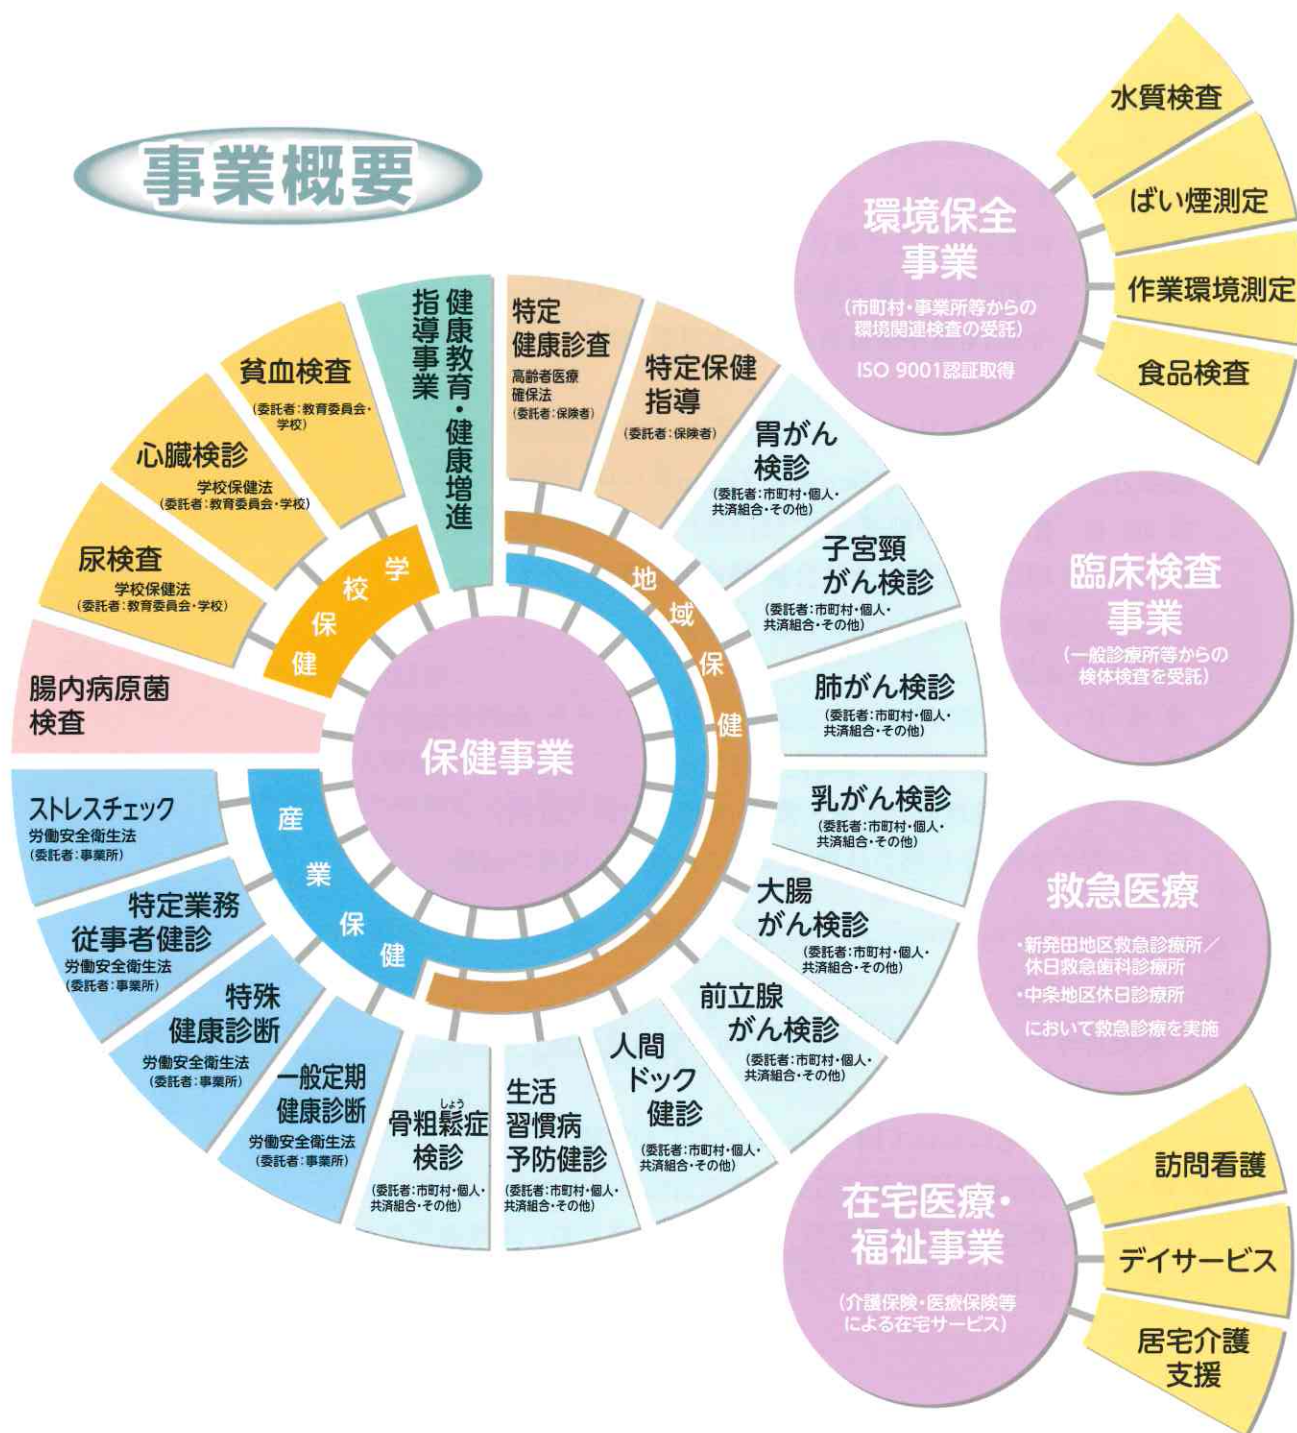 事業概要
健康教育・健康増進
指導事業
特定
健康診査
高齢者医療
確保法
(委託者:保険者)
特定保健
指導
(委託者:保険者)
胃がん
検診
(委託者:市町村・個人・
共済組合・その他)
子宮頸
がん検診
(委託者:市町村・個人・
共済組合・その他)
肺がん検診
(委託者:市町村・個人・
共済組合・その他)
乳がん検診
(委託者:市町村・個人・
共済組合・その他)
大腸
がん検診
(委託者:市町村・個人・
共済組合・その他)
前立腺
がん検診
(委託者:市町村・個人・
共済組合・その他)
人間
ドック
健診
(委託者:市町村・個人・
共済組合・その他)
生活
習慣病
予防健診
(委託者:市町村・個人・
共済組合・その他)
しょう
骨粗鬆症
検診
(委託者:市町村・個人・
共済組合・その他)
一般定期
健康診断
労働安全衛生法
(委託者:事業所)
特殊
健康診断
労働安全衛生法
(委託者:事業所)
特定業務
従事者健診
労働安全衛生法
(委託者:事業所)
ストレスチェック
労働安全衛生法
(委託者:事業所)
腸内病原菌
検査
尿検査
学校保健法
(委託者:教育委員会・学校)
心臓検診
学校保健法
(委託者:教育委員会・学校)
貧血検査
(委託者:教育委員会・
学校)
学校保健
地域保健
産業保健
保健事業
環境保全
事業
(市町村・事業所等からの
環境関連検査の受託)
ISO 9001認証取得
水質検査
ばい煙測定
作業環境測定
食品検査
臨床検査
事業
(一般診療所等からの
検体検査を受託)
救急医療
・新発田地区救急診療所/
休日救急歯科診療所
・中条地区休日診療所
において救急診療を実施
在宅医療・
福祉事業
(介護保険・医療保険等
による在宅サービス)
訪問看護
デイサービス
居宅介護
支援